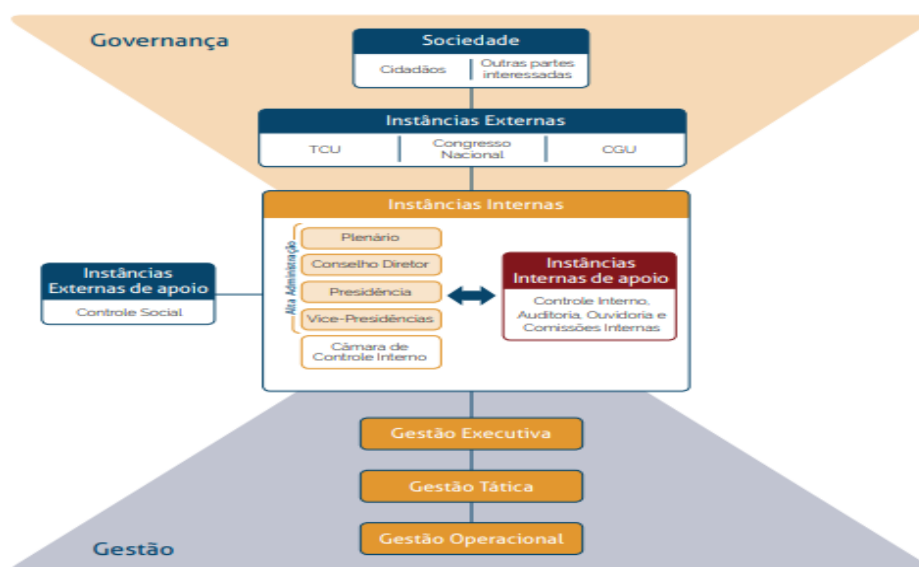 Governança
Sociedade
Cidadãos
Outras partes
interessadas
Instâncias Externas
TCU
Congresso
Nacional
CGU
Instâncias Internas
Alta Administração
Plenário
Conselho Diretor
Presidência
Vice-Presidências
Câmara de
Controle Interno
Instâncias
Internas de apoio
Controle Interno,
Auditoria, Ouvidoria e
Comissões Internas
Instâncias
Externas de apoio
Controle Social
Gestão Executiva
Gestão Tática
Gestão Operacional
Gestão